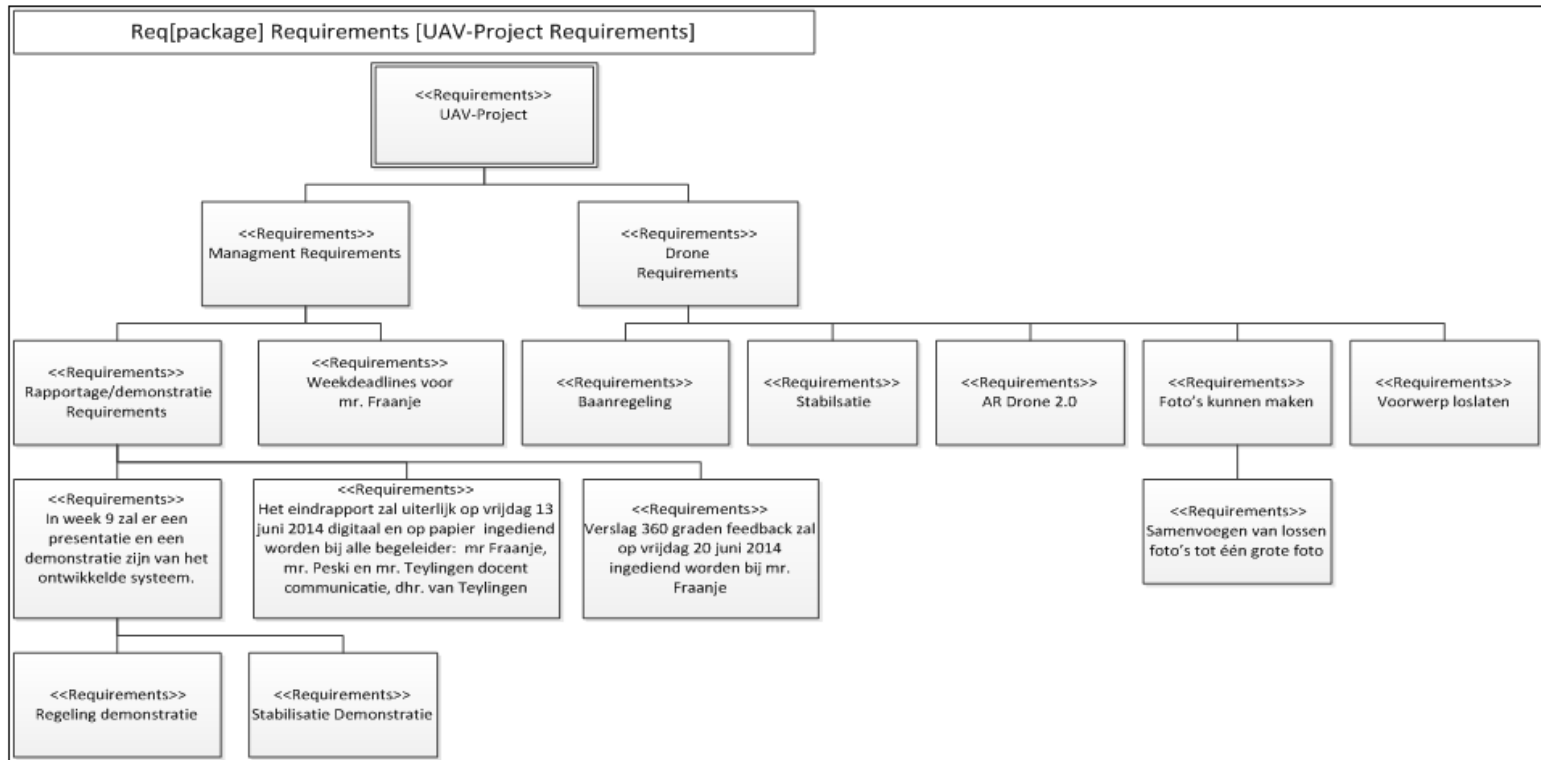 Req[package] Requirements [UAV-Project Requirements]
<<Requirements>>
UAV-Project
<<Requirements>>
Managment Requirements
<<Requirements>>
Drone
Requirements
<<Requirements>>
Rapportage/demonstratie
Requirements
<<Requirements>>
Weekdeadlines voor
mr. Fraanje
<<Requirements>>
Baanregeling
<<Requirements>>
Stabilsatie
<<Requirements>>
AR Drone 2.0
<<Requirements>>
Foto's kunnen maken
<<Requirements>>
Voorwerp loslaten
<<Requirements>>
In week 9 zal er een
presentatie en een
demonstratie zijn van het
ontwikkelde systeem.
<<Requirements>>
Het eindrapport zal uiterlijk op vrijdag 13
juni 2014 digitaal en op papier ingediend
worden bij alle begeleider: mr Fraanje,
mr. Peski en mr. Teylingen docent
communicatie, dhr. van Teylingen
<<Requirements>>
Verslag 360 graden feedback zal
op vrijdag 20 juni 2014
ingediend worden bij mr.
Fraanje
<<Requirements>>
Samenvoegen van lossen
foto's tot één grote foto
<<Requirements>>
Regeling demonstratie
<<Requirements>>
Stabilisatie Demonstratie